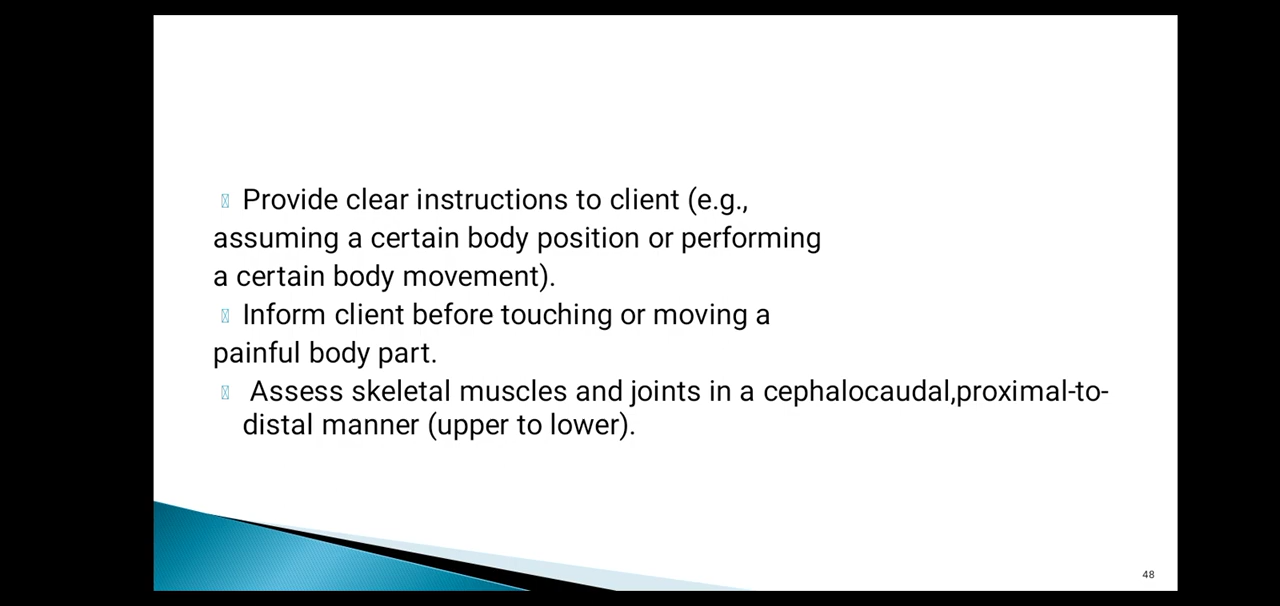 Provide clear instructions to client (e.g.,
assuming a certain body position or performing
a certain body movement).
Inform client before touching or moving a
painful body part.
Assess skeletal muscles and joints in a cephalocaudal,proximal-to-
distal manner (upper to lower).
48